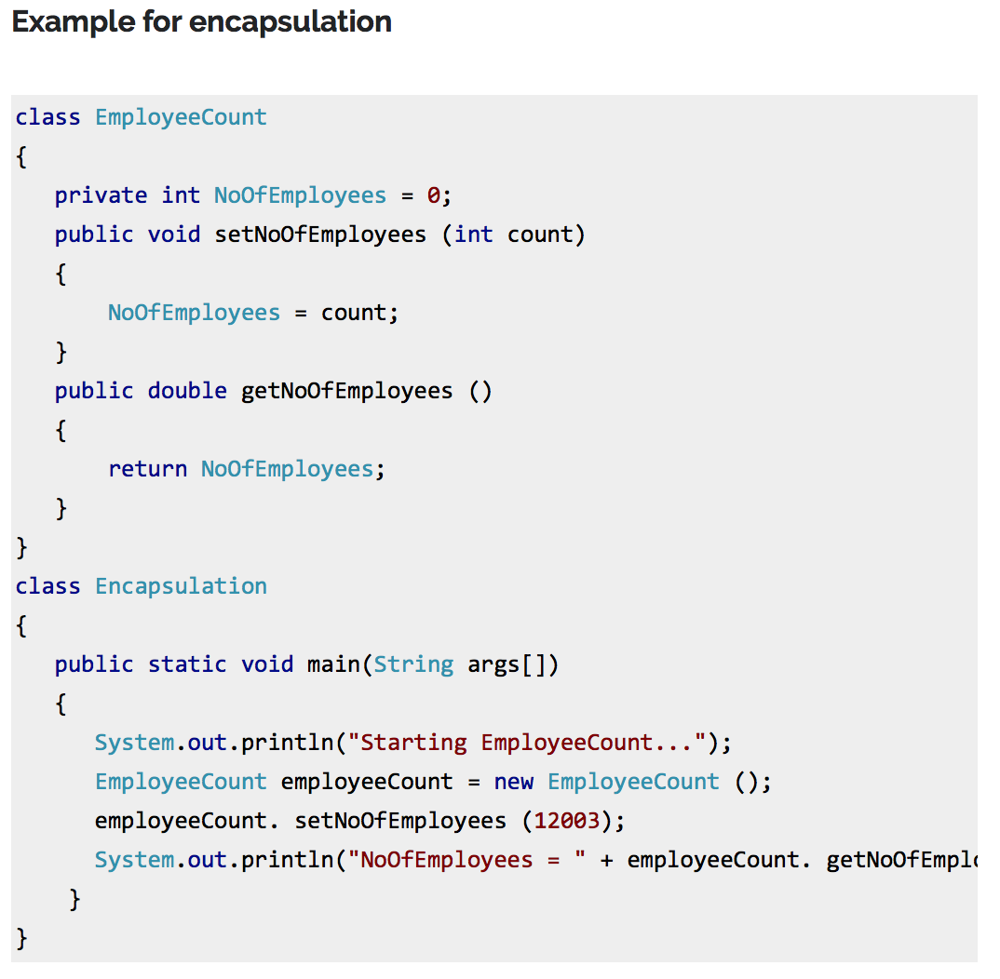 Example for encapsulation
class EmployeeCount
{
   private int NoOfEmployees = 0;
   public void setNoOfEmployees (int count)
   {
       NoOfEmployees = count;
   }
   public double getNoOfEmployees ()
   {
       return NoOfEmployees;
   }
}
class Encapsulation
{
   public static void main(String args[])
   {
      System.out.println("Starting EmployeeCount...");
      EmployeeCount employeeCount = new EmployeeCount ();
      employeeCount. setNoOfEmployees (12003);
      System.out.println("NoOfEmployees = " + employeeCount.
    }
}